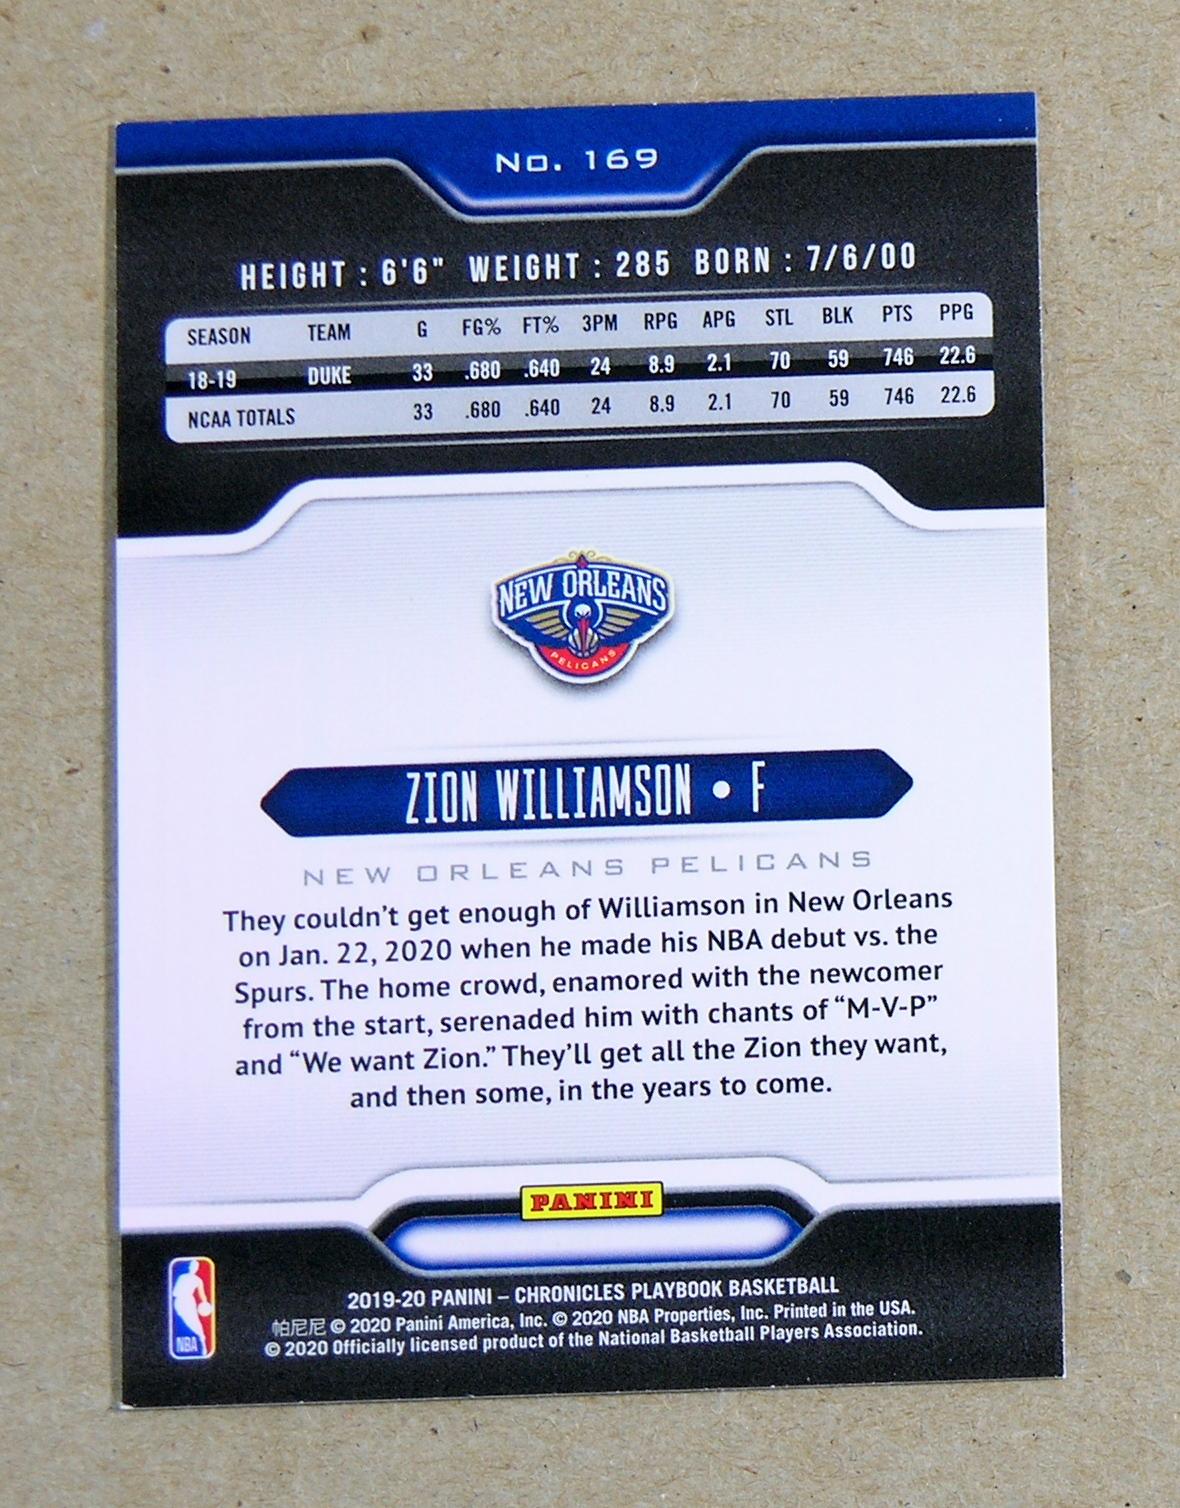 No. 169
HEIGHT : 6'6" WEIGHT : 285 BORN : 7/6/00
SEASON TEAM G FG% FT% 3PM RPG APG STL BLK PTS PPG
18-19 DUKE 33 .680 .640 24 8.9 2.1 70 59 746 22.6
NCAA TOTALS 33 .680 .640 24 8.9 2.1 70 59 746 22.6
NEW ORLEANS
PELICANS
ZION WILLIAMSON • F
NEW ORLEANS PELICANS
They couldn't get enough of Williamson in New Orleans
on Jan. 22, 2020 when he made his NBA debut vs. the
Spurs. The home crowd, enamored with the newcomer
from the start, serenaded him with chants of “M-V-P”
and “We want Zion.” They'll get all the Zion they want,
and then some, in the years to come.
PANINI
NBA
2019-20 PANINI – CHRONICLES PLAYBOOK BASKETBALL
帕尼尼 © 2020 Panini America, Inc. © 2020 NBA Properties, Inc. Printed in the USA.
© 2020 Officially licensed product of the National Basketball Players Association.